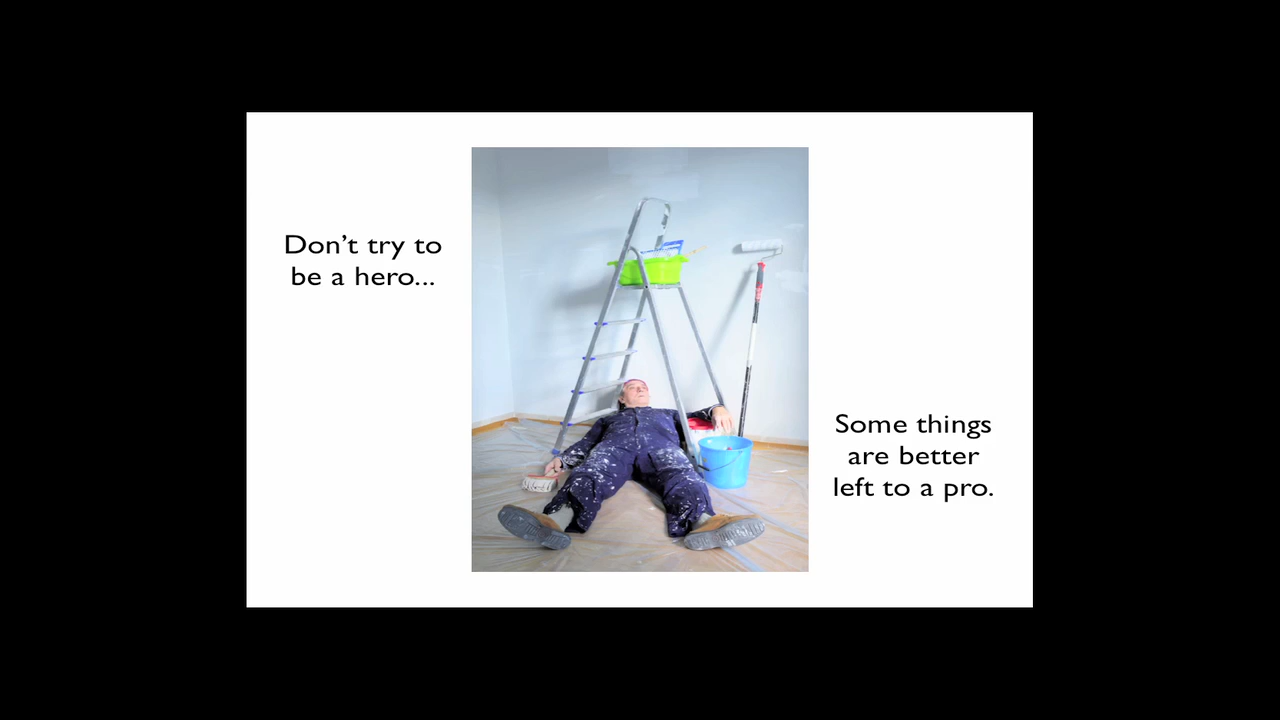 Don’t try to
be a hero...
Some things
are better
left to a pro.